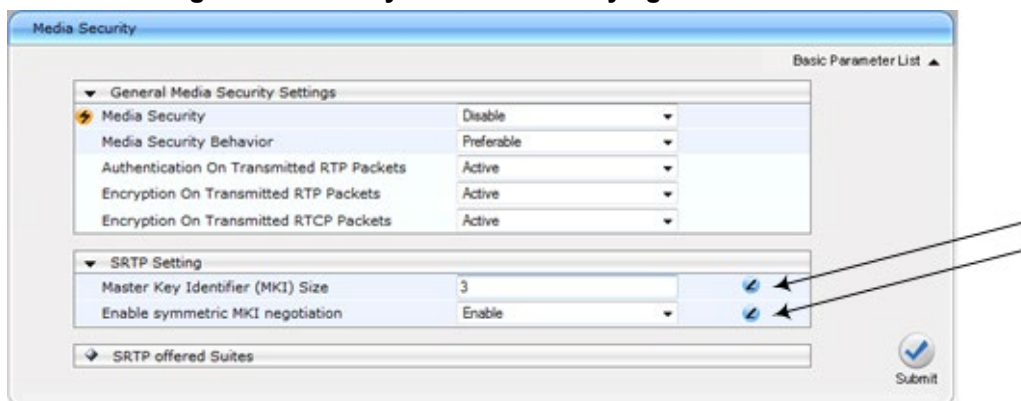 Media Security
Basic Parameter List
General Media Security Settings
Media Security Disable
Media Security Behavior Preferable
Authentication On Transmitted RTP Packets Active
Encryption On Transmitted RTP Packets Active
Encryption On Transmitted RTCP Packets Active
SRTP Setting
Master Key Identifier (MKI) Size 3
Enable symmetric MKI negotiation Enable
SRTP offered Suites
Submit